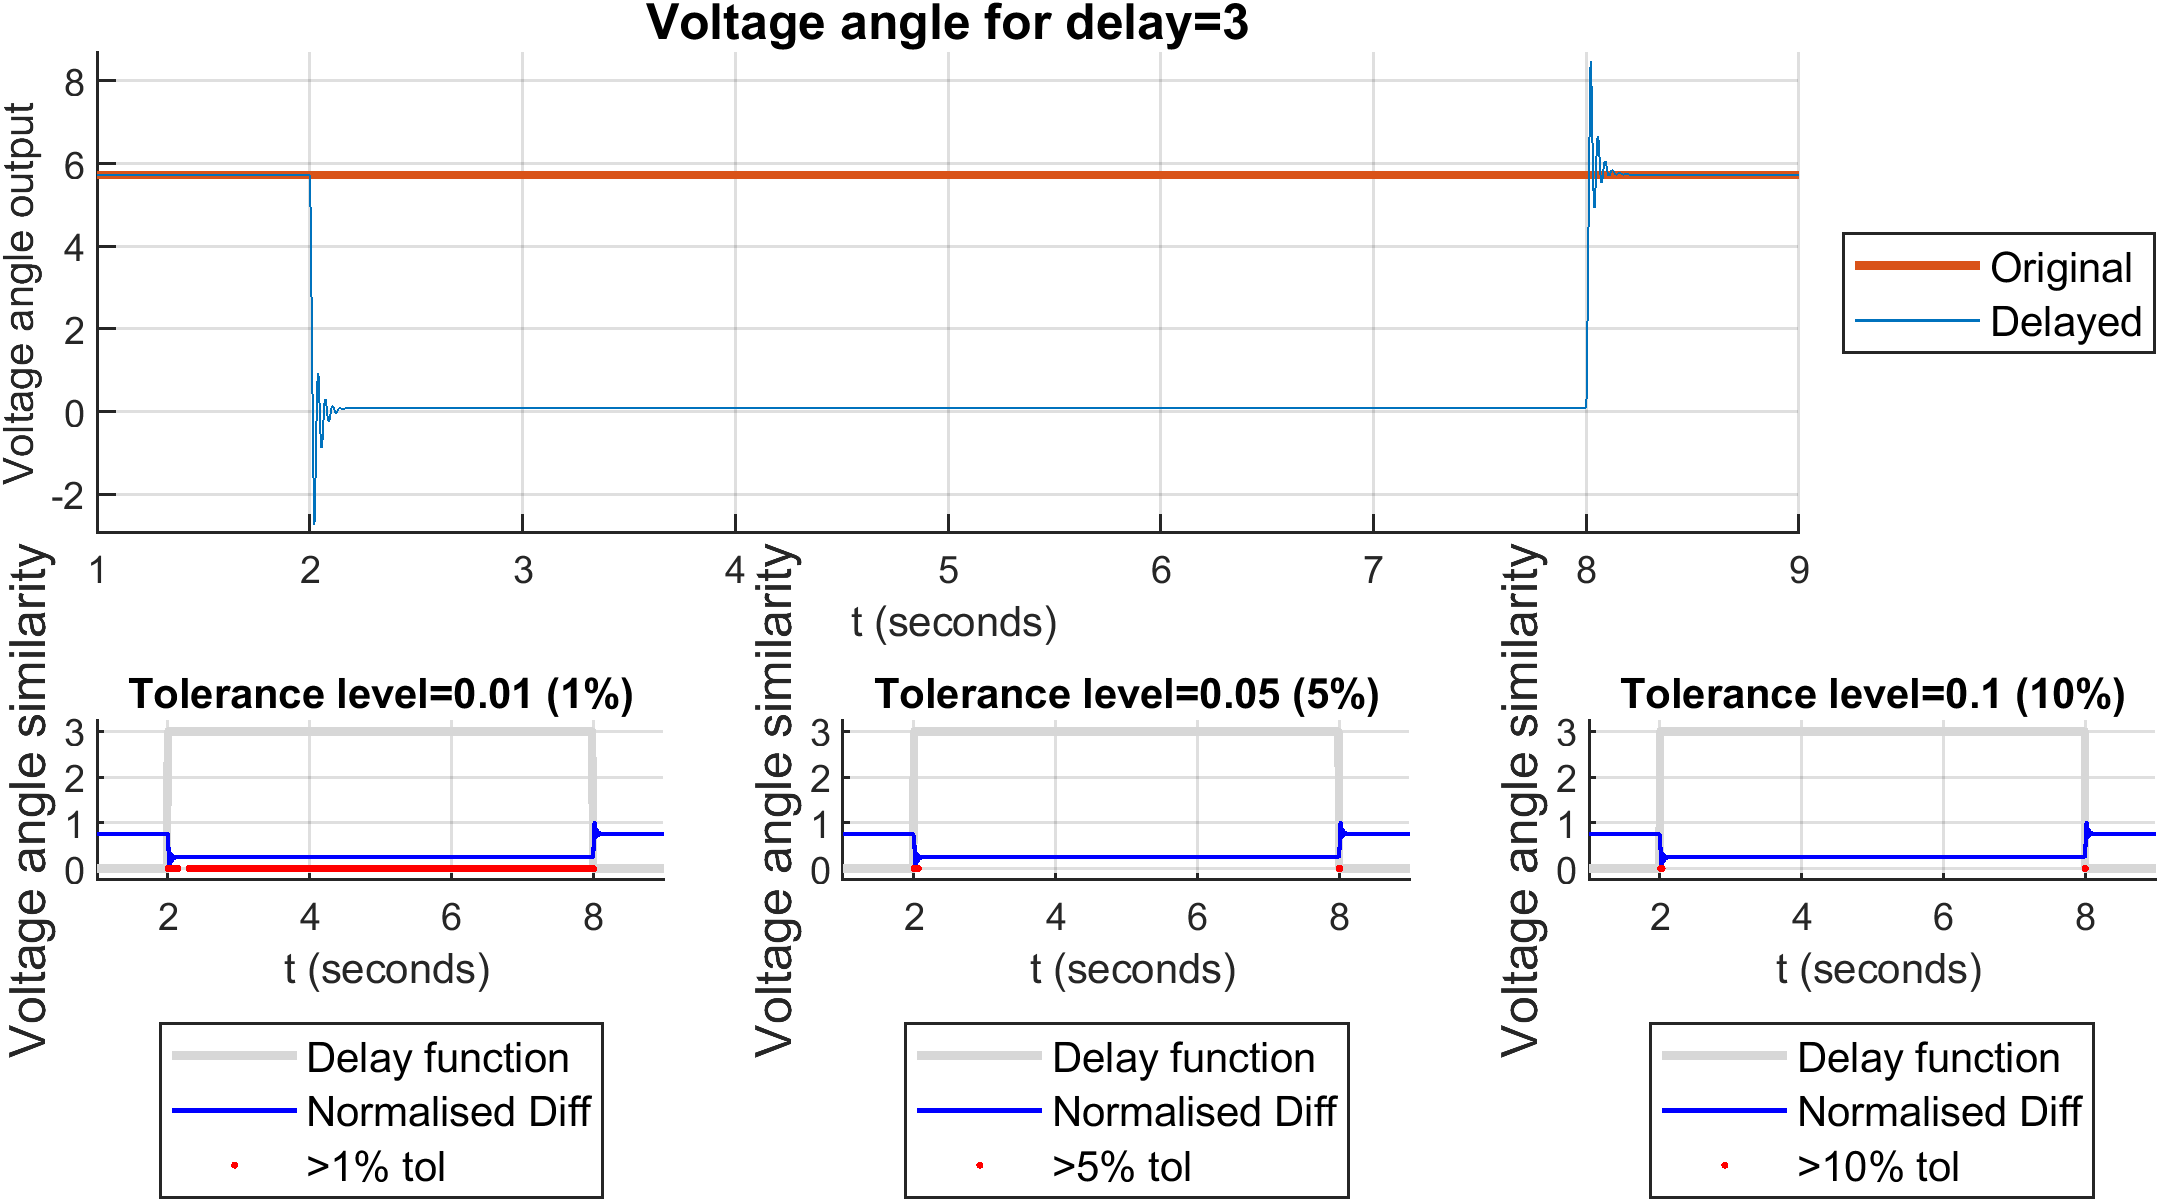 Voltage angle for delay=3
Voltage angle output
8
6
4
2
0
-2
1 2 3 4 5 6 7 8 9
t (seconds)
Original
Delayed
Tolerance level=0.01 (1%)
Voltage angle similarity
3
2
1
0
2 4 6 8
t (seconds)
Delay function
Normalised Diff
>1% tol
Tolerance level=0.05 (5%)
Voltage angle similarity
3
2
1
0
2 4 6 8
t (seconds)
Delay function
Normalised Diff
>5% tol
Tolerance level=0.1 (10%)
Voltage angle similarity
3
2
1
0
2 4 6 8
t (seconds)
Delay function
Normalised Diff
>10% tol